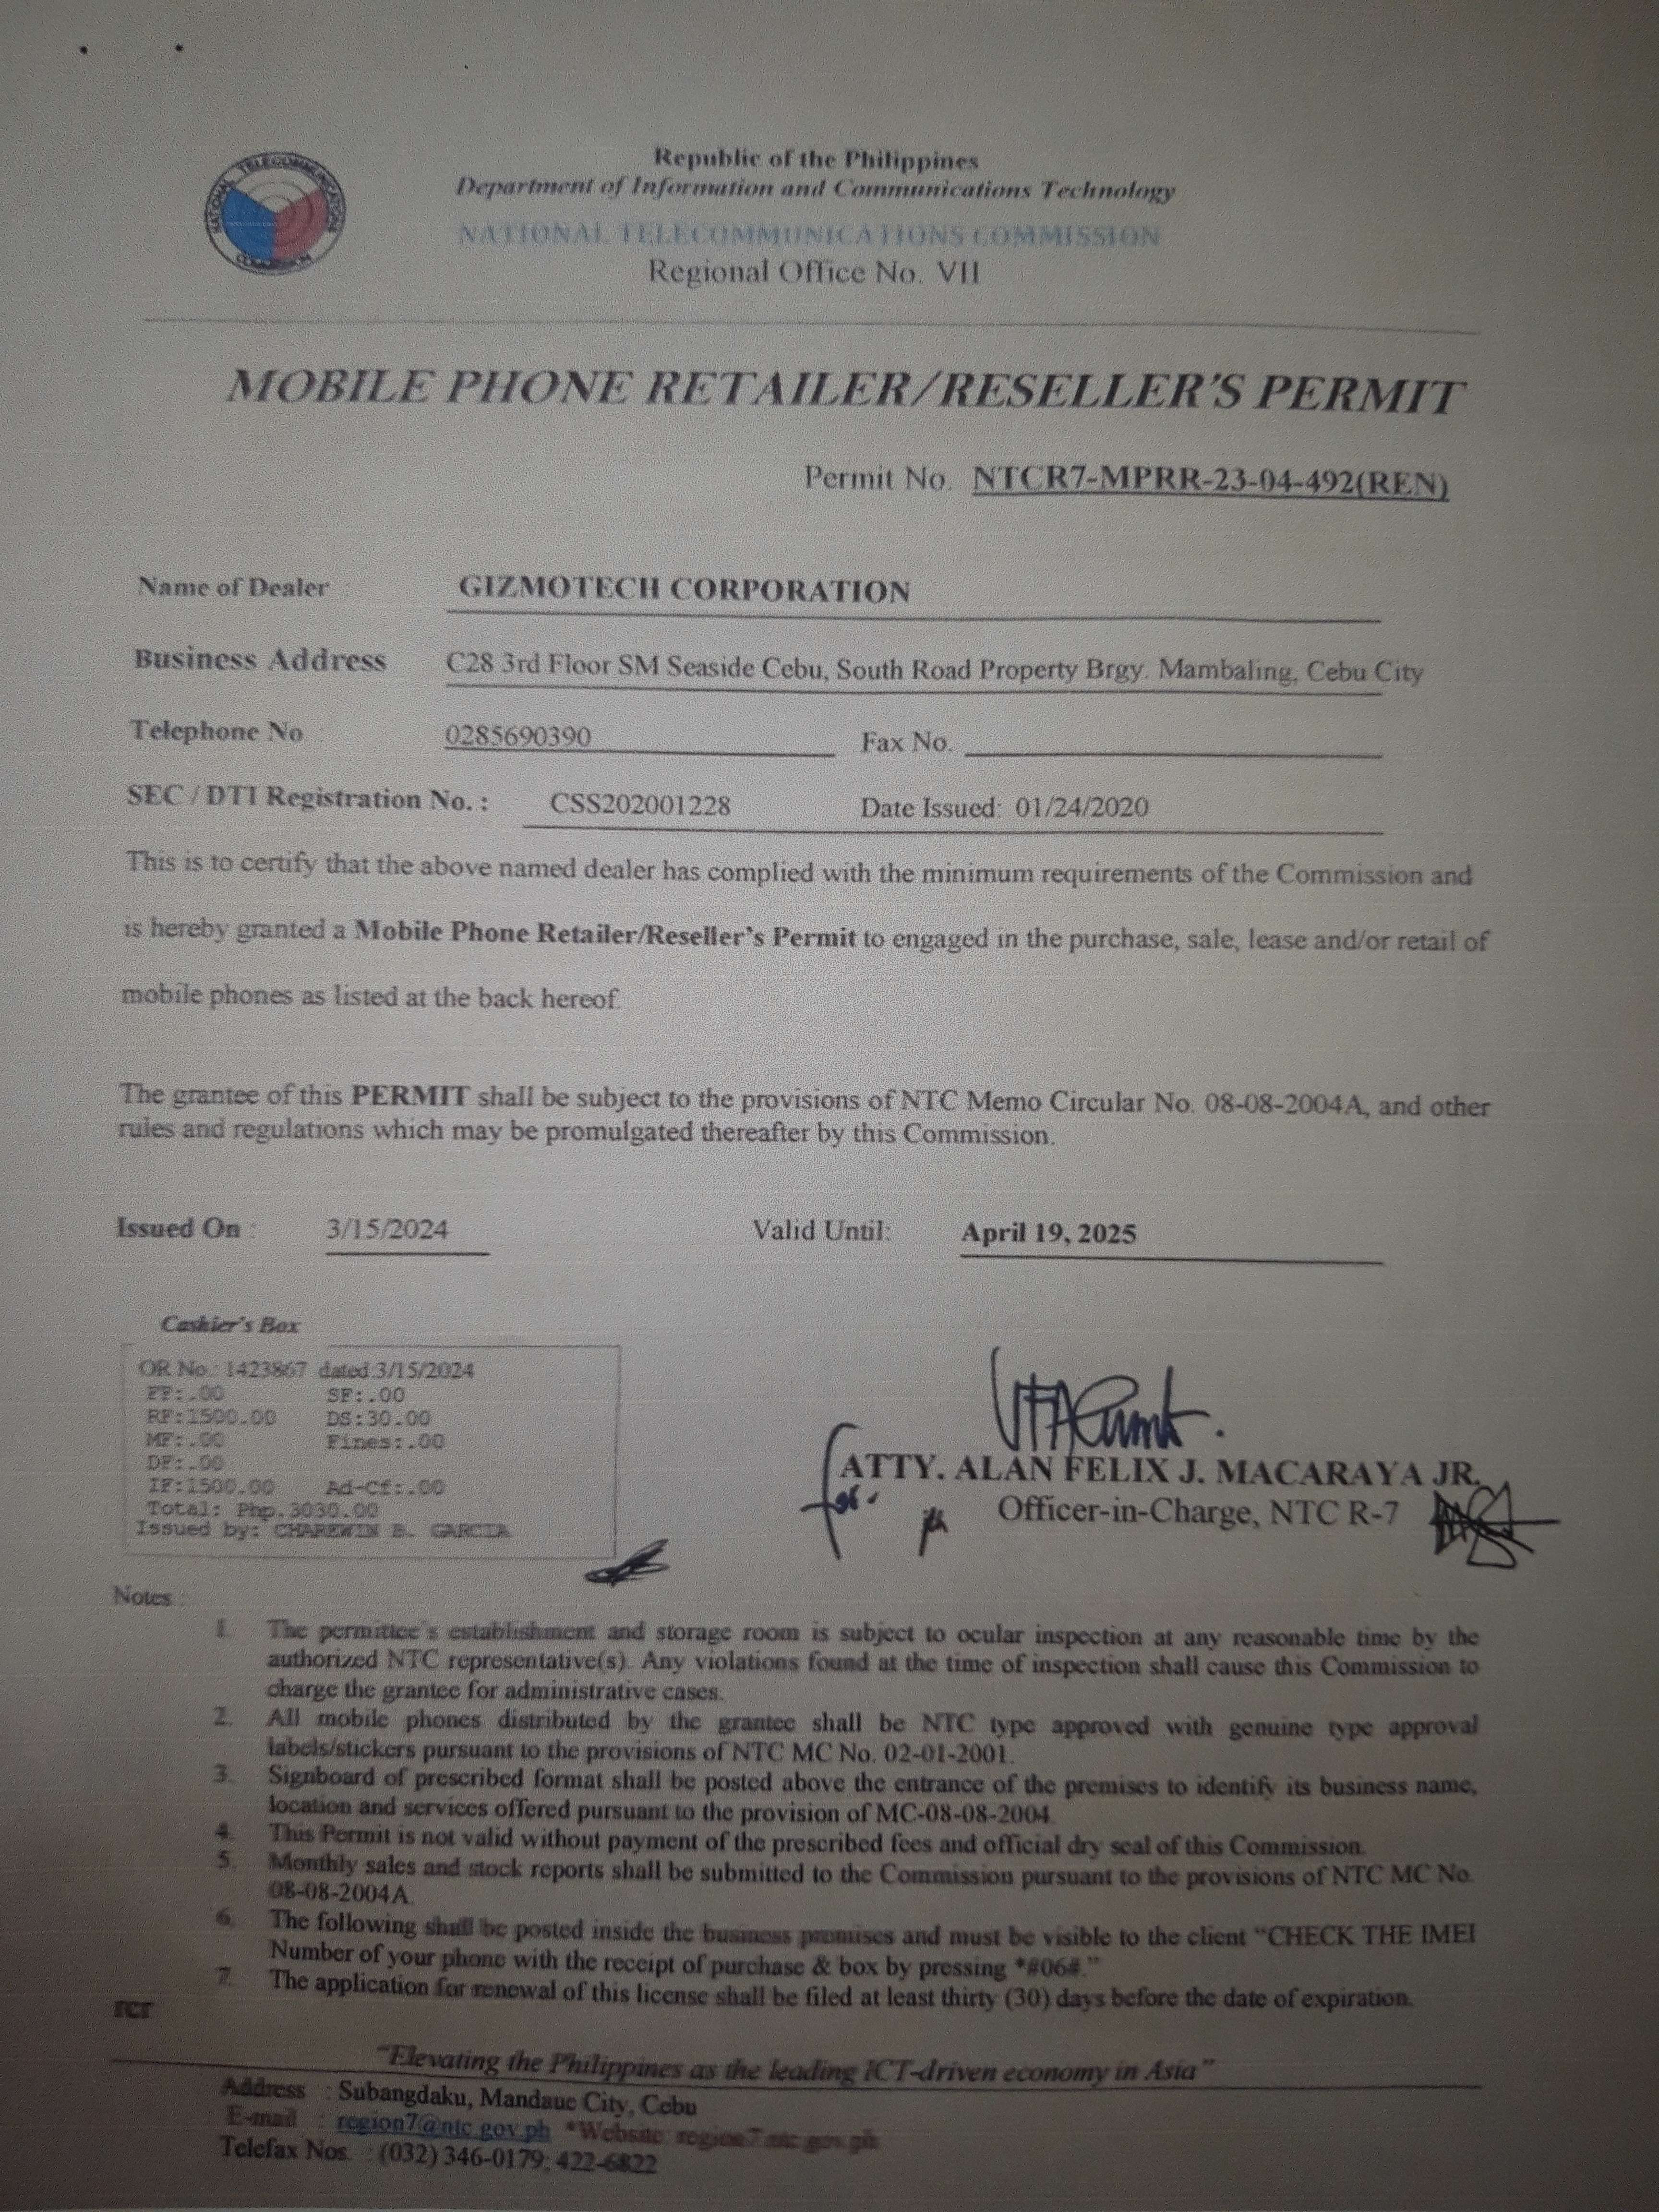 NATIONAL TELECOMMUNICATIONS COMMISSION
Republic of the Philippines
Department of Information and Communications Technology
NATIONAL TELECOMMUNICATIONS COMMISSION
Regional Office No. VII
MOBILE PHONE RETAILER/RESELLER'S PERMIT
Permit No. NTCR7-MPRR-23-04-492(REN)
Name of Dealer : GIZMOTECH CORPORATION
Business Address C28 3rd Floor SM Seaside Cebu, South Road Property Brgy. Mambaling, Cebu City
Telephone No : 0285690390 Fax No.
SEC / DTI Registration No. : CSS202001228 Date Issued: 01/24/2020
This is to certify that the above named dealer has complied with the minimum requirements of the Commission and
is hereby granted a Mobile Phone Retailer/Reseller's Permit to engaged in the purchase, sale, lease and/or retail of
mobile phones as listed at the back hereof.
The grantee of this PERMIT shall be subject to the provisions of NTC Memo Circular No. 08-08-2004A, and other
rules and regulations which may be promulgated thereafter by this Commission.
Issued On : 3/15/2024 Valid Until: April 19, 2025
Cashier's Box
OR No.: 1423867 dated:3/15/2024
FF:.00 SF:.00
RF:1500.00 DS:30.00
MF:.00 Fines:.00
DF:.00
IF:1500.00 Ad-Cf:.00
Total: Php.3030.00
Issued by: CHAREWIN B. GARCIA
for.
ATTY. ALAN FELIX J. MACARAYA JR.
Officer-in-Charge, NTC R-7
Notes :
1. The permittee's establishment and storage room is subject to ocular inspection at any reasonable time by the
authorized NTC representative(s). Any violations found at the time of inspection shall cause this Commission to
charge the grantee for administrative cases.
2. All mobile phones distributed by the grantee shall be NTC type approved with genuine type approval
labels/stickers pursuant to the provisions of NTC MC No. 02-01-2001.
3. Signboard of prescribed format shall be posted above the entrance of the premises to identify its business name,
location and services offered pursuant to the provision of MC-08-08-2004.
4. This Permit is not valid without payment of the prescribed fees and official dry seal of this Commission.
5. Monthly sales and stock reports shall be submitted to the Commission pursuant to the provisions of NTC MC No.
08-08-2004A.
6. The following shall be posted inside the business premises and must be visible to the client "CHECK THE IMEI
Number of your phone with the receipt of purchase & box by pressing *#06#."
7. The application for renewal of this license shall be filed at least thirty (30) days before the date of expiration.
"Elevating the Philippines as the leading ICT-driven economy in Asia"
Address : Subangdaku, Mandaue City, Cebu
E-mail : region7@ntc.gov.ph *Website: region7.ntc.gov.ph
Telefax Nos. : (032) 346-0179; 422-6822